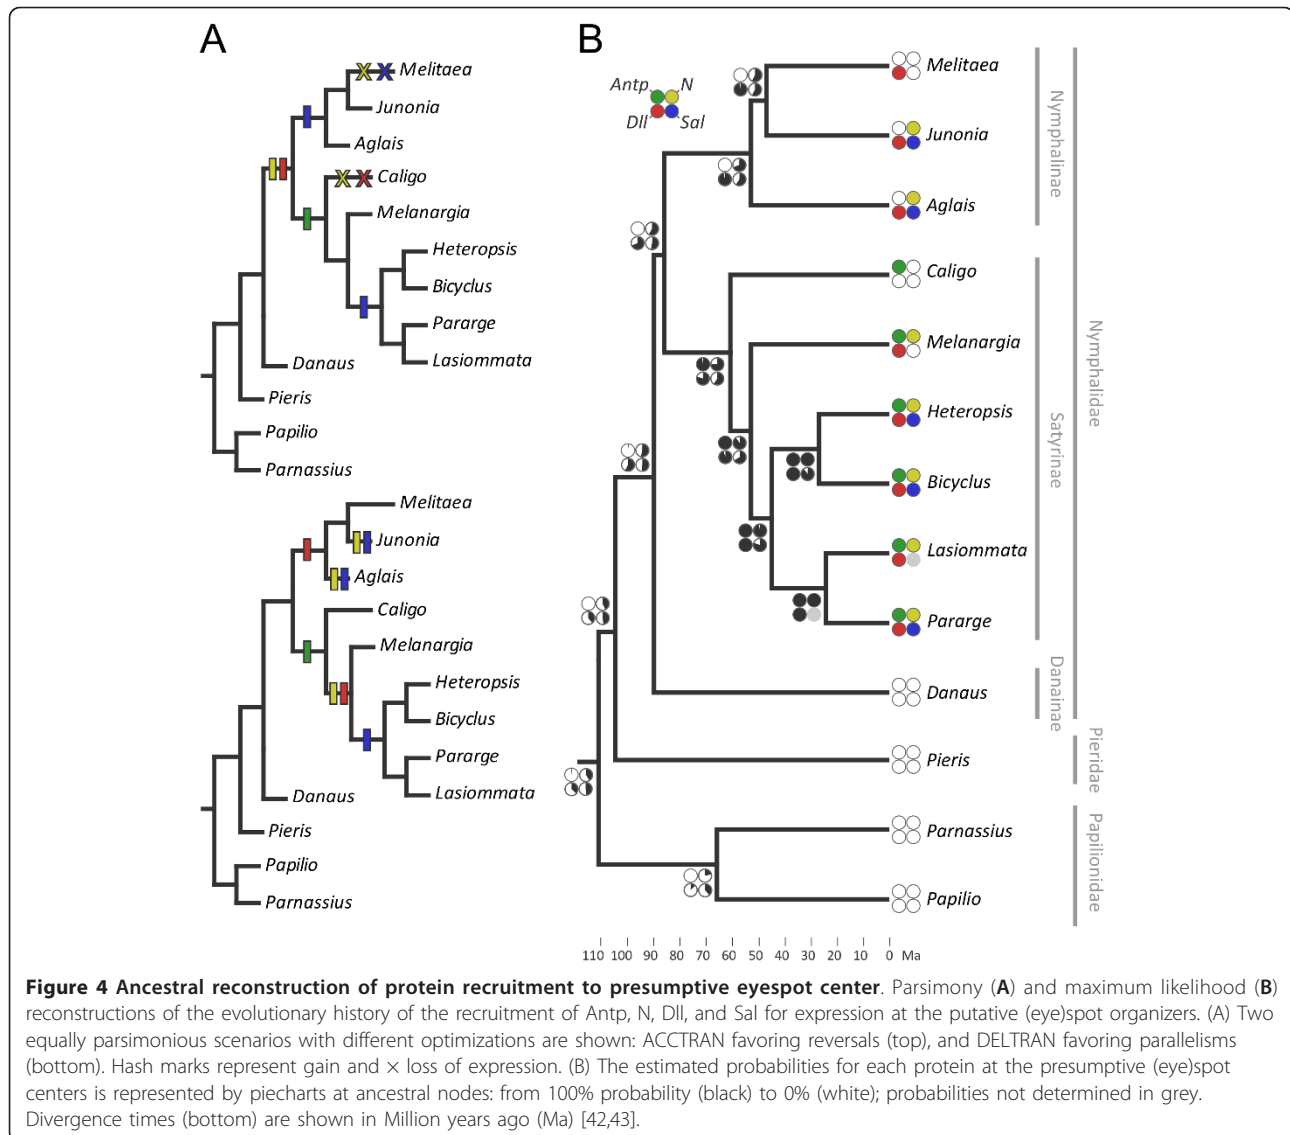 A
Melitaea
Junonia
Aglais
Caligo
Melanargia
Heteropsis
Bicyclus
Pararge
Lasiommata
Danaus
Pieris
Papilio
Parnassius
Melitaea
Junonia
Aglais
Caligo
Melanargia
Heteropsis
Bicyclus
Pararge
Lasiommata
Danaus
Pieris
Papilio
Parnassius
B
Antp N
Dll Sal
Melitaea
Junonia
Aglais
Caligo
Melanargia
Heteropsis
Bicyclus
Lasiommata
Pararge
Danaus
Pieris
Parnassius
Papilio
Nymphalinae
Satyrinae
Danainae
Nymphalidae
Pieridae
Papilionidae
110 100 90 80 70 60 50 40 30 20 10 0 Ma
Figure 4 Ancestral reconstruction of protein recruitment to presumptive eyespot center. Parsimony (A) and maximum likelihood (B)
reconstructions of the evolutionary history of the recruitment of Antp, N, Dll, and Sal for expression at the putative (eye)spot organizers. (A) Two
equally parsimonious scenarios with different optimizations are shown: ACCTRAN favoring reversals (top), and DELTRAN favoring parallelisms
(bottom). Hash marks represent gain and × loss of expression. (B) The estimated probabilities for each protein at the presumptive (eye)spot
centers is represented by piecharts at ancestral nodes: from 100% probability (black) to 0% (white); probabilities not determined in grey.
Divergence times (bottom) are shown in Million years ago (Ma) [42,43].